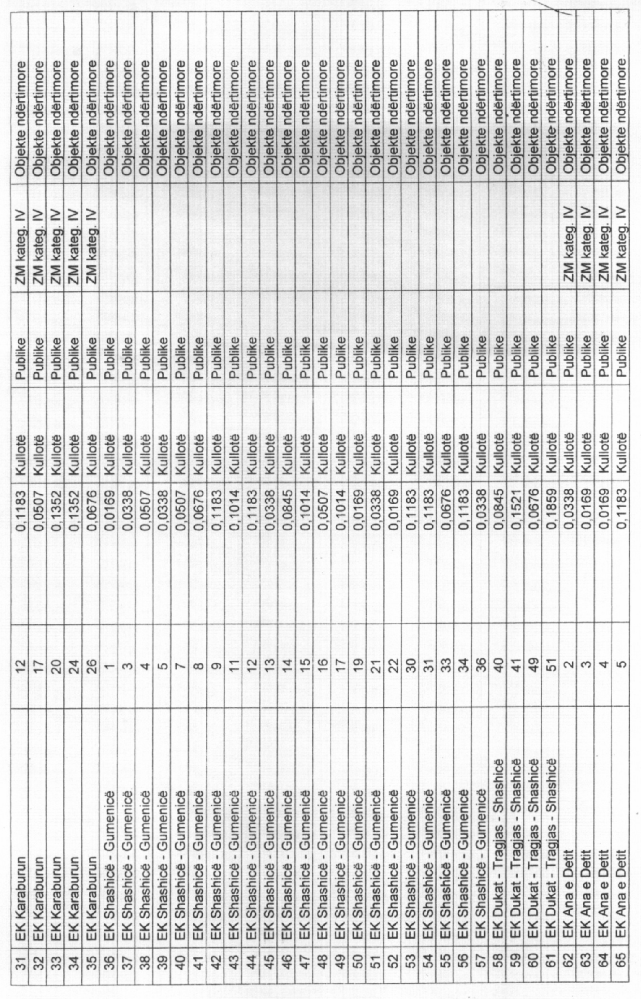 31 EK Karaburun 12 0,1183 Kullotë Publike ZM kateg. IV Objekte ndërtimore
32 EK Karaburun 17 0,0507 Kullotë Publike ZM kateg. IV Objekte ndërtimore
33 EK Karaburun 20 0,1352 Kullotë Publike ZM kateg. IV Objekte ndërtimore
34 EK Karaburun 24 0,1352 Kullotë Publike ZM kateg. IV Objekte ndërtimore
35 EK Karaburun 26 0,0676 Kullotë Publike ZM kateg. IV Objekte ndërtimore
36 EK Shashicë - Gumenicë 1 0,0169 Kullotë Publike Objekte ndërtimore
37 EK Shashicë - Gumenicë 3 0,0338 Kullotë Publike Objekte ndërtimore
38 EK Shashicë - Gumenicë 4 0,0507 Kullotë Publike Objekte ndërtimore
39 EK Shashicë - Gumenicë 5 0,0338 Kullotë Publike Objekte ndërtimore
40 EK Shashicë - Gumenicë 7 0,0507 Kullotë Publike Objekte ndërtimore
41 EK Shashicë - Gumenicë 8 0,0676 Kullotë Publike Objekte ndërtimore
42 EK Shashicë - Gumenicë 9 0,1183 Kullotë Publike Objekte ndërtimore
43 EK Shashicë - Gumenicë 11 0,1014 Kullotë Publike Objekte ndërtimore
44 EK Shashicë - Gumenicë 12 0,1183 Kullotë Publike Objekte ndërtimore
45 EK Shashicë - Gumenicë 13 0,0338 Kullotë Publike Objekte ndërtimore
46 EK Shashicë - Gumenicë 14 0,0845 Kullotë Publike Objekte ndërtimore
47 EK Shashicë - Gumenicë 15 0,1014 Kullotë Publike Objekte ndërtimore
48 EK Shashicë - Gumenicë 16 0,0507 Kullotë Publike Objekte ndërtimore
49 EK Shashicë - Gumenicë 17 0,1014 Kullotë Publike Objekte ndërtimore
50 EK Shashicë - Gumenicë 19 0,0169 Kullotë Publike Objekte ndërtimore
51 EK Shashicë - Gumenicë 21 0,0338 Kullotë Publike Objekte ndërtimore
52 EK Shashicë - Gumenicë 22 0,0169 Kullotë Publike Objekte ndërtimore
53 EK Shashicë - Gumenicë 30 0,1183 Kullotë Publike Objekte ndërtimore
54 EK Shashicë - Gumenicë 31 0,1183 Kullotë Publike Objekte ndërtimore
55 EK Shashicë - Gumenicë 33 0,0676 Kullotë Publike Objekte ndërtimore
56 EK Shashicë - Gumenicë 34 0,1183 Kullotë Publike Objekte ndërtimore
57 EK Shashicë - Gumenicë 36 0,0338 Kullotë Publike Objekte ndërtimore
58 EK Dukat - Tragjas - Shashicë 40 0,0845 Kullotë Publike Objekte ndërtimore
59 EK Dukat - Tragjas - Shashicë 41 0,1521 Kullotë Publike Objekte ndërtimore
60 EK Dukat - Tragjas - Shashicë 49 0,0676 Kullotë Publike Objekte ndërtimore
61 EK Dukat - Tragjas - Shashicë 51 0,1859 Kullotë Publike Objekte ndërtimore
62 EK Ana e Detit 2 0,0338 Kullotë Publike ZM kateg. IV Objekte ndërtimore
63 EK Ana e Detit 3 0,0169 Kullotë Publike ZM kateg. IV Objekte ndërtimore
64 EK Ana e Detit 4 0,0169 Kullotë Publike ZM kateg. IV Objekte ndërtimore
65 EK Ana e Detit 5 0,1183 Kullotë Publike ZM kateg. IV Objekte ndërtimore